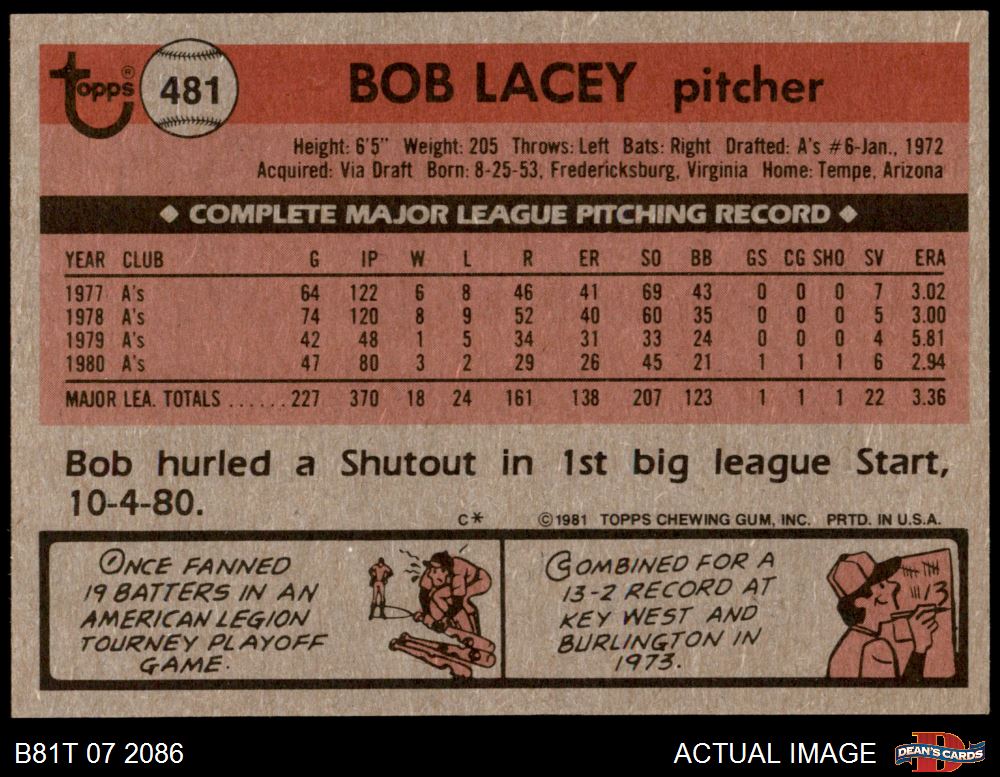 Topps® 481 BOB LACEY pitcher
Height: 6'5" Weight: 205 Throws: Left Bats: Right Drafted: A's #6-Jan., 1972
Acquired: Via Draft Born: 8-25-53, Fredericksburg, Virginia Home: Tempe, Arizona
◆ COMPLETE MAJOR LEAGUE PITCHING RECORD ◆
YEAR CLUB G IP W L R ER SO BB GS CG SHO SV ERA
1977 A's 64 122 6 8 46 41 69 43 0 0 0 7 3.02
1978 A's 74 120 8 9 52 40 60 35 0 0 0 5 3.00
1979 A's 42 48 1 5 34 31 33 24 0 0 0 4 5.81
1980 A's 47 80 3 2 29 26 45 21 1 1 1 6 2.94
MAJOR LEA. TOTALS ......227 370 18 24 161 138 207 123 1 1 1 22 3.36
Bob hurled a Shutout in 1st big league Start,
10-4-80.
C* ©1981 TOPPS CHEWING GUM, INC. PRTD. IN U.S.A.
ONCE FANNED
19 BATTERS IN AN
AMERICAN LEGION
TOURNEY PLAYOFF
GAME.
COMBINED FOR A
13-2 RECORD AT
KEY WEST AND
BURLINGTON IN
1973.
13
B81T 07 2086 ACTUAL IMAGE DEAN'S CARDS